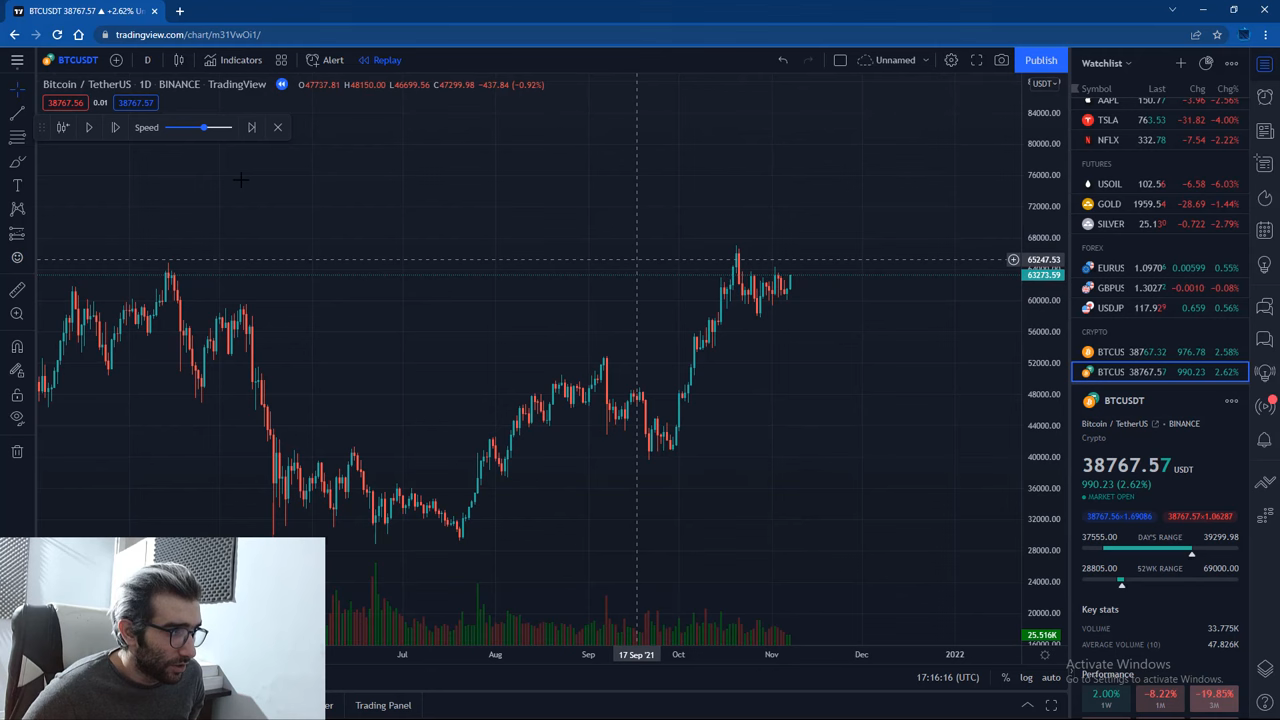 BTCUSDT 38767.57 ▲ +2.62% Un
tradingview.com/chart/m31VwOi1/
BTCUSDT
D
Indicators
Alert
Replay
Unnamed
Publish
Bitcoin / TetherUS · 1D · BINANCE · TradingView
O47737.81 H48150.00 L46699.56 C47299.98 −437.84 (−0.92%)
38767.56
0.01
38767.57
Speed
USDT
84000.00
80000.00
76000.00
72000.00
68000.00
65247.53
63273.59
60000.00
56000.00
52000.00
48000.00
44000.00
40000.00
36000.00
32000.00
28000.00
24000.00
20000.00
25.516K
Jul
Aug
Sep
17 Sep '21
Oct
Nov
Dec
2022
17:16:16 (UTC)
%
log
auto
Trading Panel
Watchlist
Symbol Last Chg Chg%
AAPL 150.77 -3.96 -2.56%
TSLA 763.53 -31.82 -4.00%
NFLX 332.78 -7.54 -2.22%
FUTURES
USOIL 102.56 -6.58 -6.03%
GOLD 1959.54 -28.69 -1.44%
SILVER 25.130 -0.722 -2.79%
FOREX
EURUS 1.09706 0.00599 0.55%
GBPUS 1.30272 -0.0010 -0.08%
USDJP 117.929 0.659 0.56%
CRYPTO
BTCUS 38767.32 976.78 2.58%
BTCUS 38767.57 990.23 2.62%
BTCUSDT
Bitcoin / TetherUS · BINANCE
Crypto
38767.57 USDT
990.23 (2.62%)
MARKET OPEN
38767.56×1.69086
38767.57×1.06287
37555.00 DAY'S RANGE 39299.98
28805.00 52WK RANGE 69000.00
Key stats
VOLUME 33.775K
AVERAGE VOLUME (10) 47.826K
Performance
2.00%
1W
-8.22%
1M
-19.85%
3M
Activate Windows
Go to Settings to activate Windows.